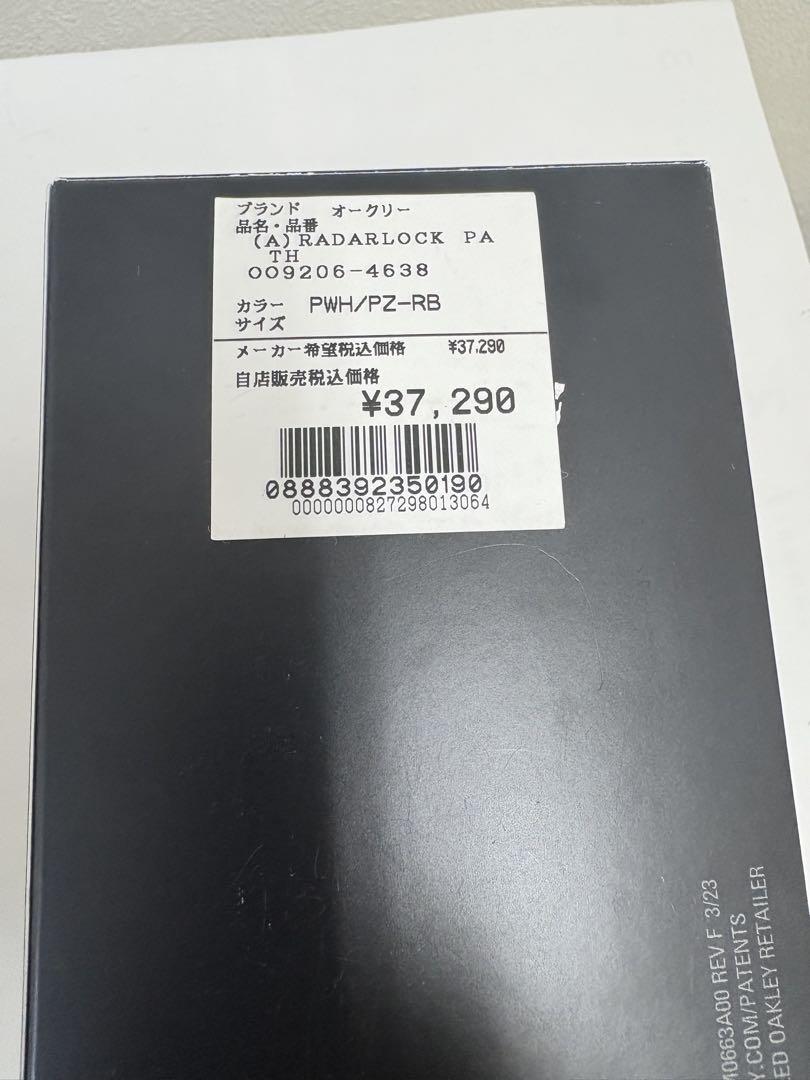 ブランド オークリー
品名・品番
(A)RADARLOCK PA
TH
OO9206-4638
カラー PWH/PZ-RB
サイズ
メーカー希望税込価格 ¥37,290
自店販売税込価格
¥37,290
0888392350190
0000000827298013064
0663A00 REV F 3/23
Y.COM/PATENTS
ED OAKLEY RETAILER